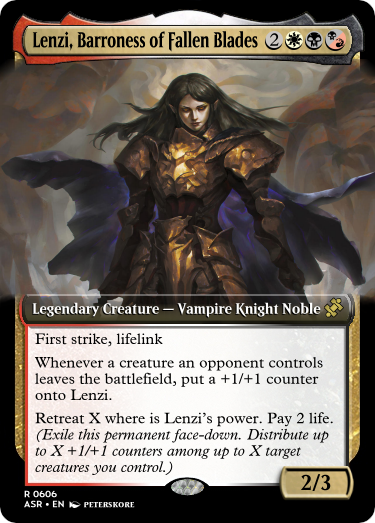 Lenzi, Barroness of Fallen Blades 2
Legendary Creature — Vampire Knight Noble
First strike, lifelink
Whenever a creature an opponent controls
leaves the battlefield, put a +1/+1 counter
onto Lenzi.
Retreat X where is Lenzi's power. Pay 2 life.
(Exile this permanent face-down. Distribute up
to X +1/+1 counters among up to X target
creatures you control.)
2/3
R 0606
ASR • EN PETERSKORE